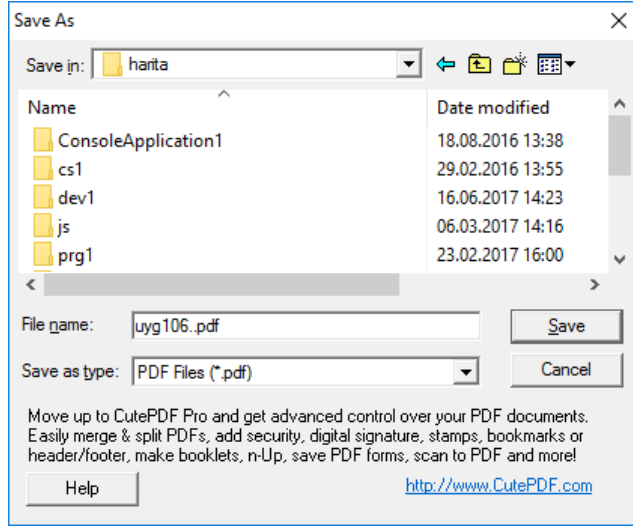 Save As
Save in: harita
Name Date modified
ConsoleApplication1 18.08.2016 13:38
cs1 29.02.2016 13:55
dev1 16.06.2017 14:23
js 06.03.2017 14:16
prg1 23.02.2017 16:00
File name: uyg106..pdf Save
Save as type: PDF Files (*.pdf) Cancel
Move up to CutePDF Pro and get advanced control over your PDF documents.
Easily merge & split PDFs, add security, digital signature, stamps, bookmarks or
header/footer, make booklets, n-Up, save PDF forms, scan to PDF and more!
Help http://www.CutePDF.com